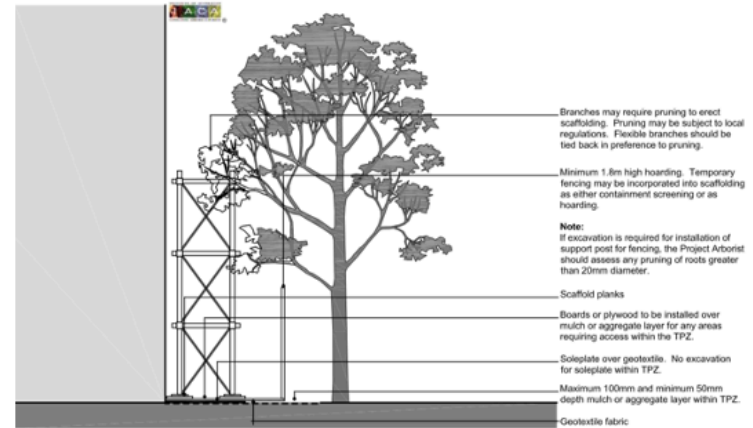 ACA
Branches may require pruning to erect
scaffolding. Pruning may be subject to local
regulations. Flexible branches should be
tied back in preference to pruning.
Minimum 1.8m high hoarding. Temporary
fencing may be incorporated into scaffolding
as either containment screening or as
hoarding.
Note:
If excavation is required for installation of
support post for fencing, the Project Arborist
should assess any pruning of roots greater
than 20mm diameter.
Scaffold planks
Boards or plywood to be installed over
mulch or aggregate layer for any areas
requiring access within the TPZ.
Soleplate over geotextile. No excavation
for soleplate within TPZ.
Maximum 100mm and minimum 50mm
depth mulch or aggregate layer within TPZ.
Geotextile fabric